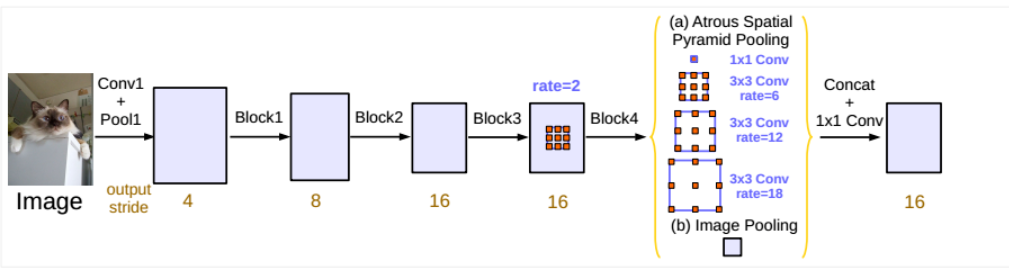 (a) Atrous Spatial
Pyramid Pooling
1x1 Conv
3x3 Conv
rate=6
3x3 Conv
rate=12
3x3 Conv
rate=18
(b) Image Pooling
Conv1
+
Pool1
Block1
Block2
Block3
rate=2
Block4
Concat
+
1x1 Conv
Image
output
stride
4
8
16
16
16